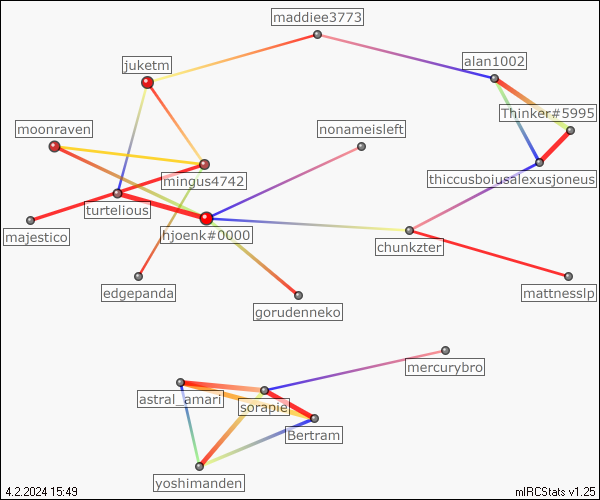 maddiee3773
juketm
alan1002
Thinker#5995
moonraven
nonameisleft
mingus4742
thiccusboiusalexusjoneus
turtelious
majestico
hjoenk#0000
chunkzter
edgepanda
gorudenneko
mattnesslp
mercurybro
astral_amari
sorapie
Bertram
yoshimanden
4.2.2024 15:49
mIRCStats v1.25